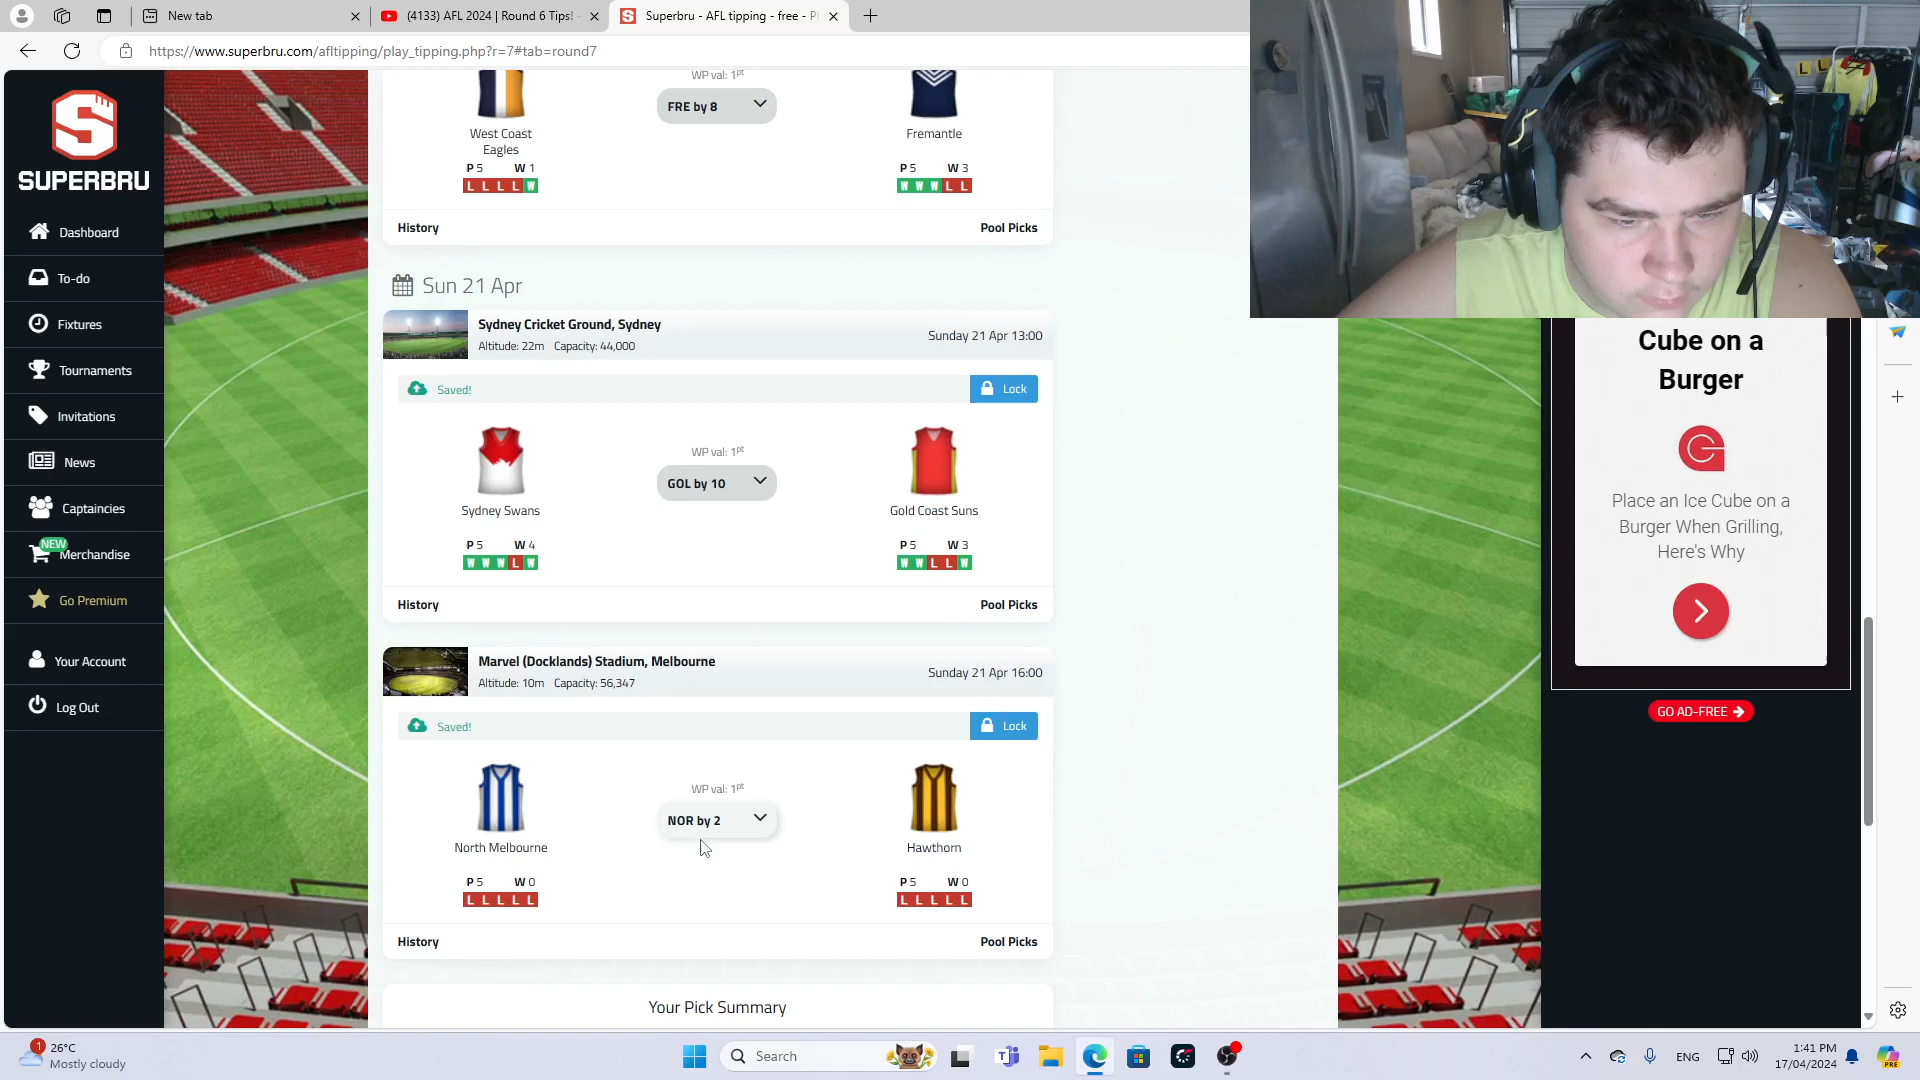 New tab
(4133) AFL 2024 | Round 6 Tips! -
Superbru - AFL tipping - free - Pl
https://www.superbru.com/afltipping/play_tipping.php?r=7#tab=round7
SUPERBRU
Dashboard
To-do
Fixtures
Tournaments
Invitations
News
Captaincies
NEW
Merchandise
Go Premium
Your Account
Log Out
WP val: 1pt
FRE by 8
West Coast
Eagles
Fremantle
P 5 W 1
P 5 W 3
L L L L W
W W W L L
History
Pool Picks
Sun 21 Apr
Sydney Cricket Ground, Sydney
Altitude: 22m Capacity: 44,000
Sunday 21 Apr 13:00
Saved!
Lock
WP val: 1pt
GOL by 10
Sydney Swans
Gold Coast Suns
P 5 W 4
P 5 W 3
W W W L W
W W L L W
History
Pool Picks
Marvel (Docklands) Stadium, Melbourne
Altitude: 10m Capacity: 56,347
Sunday 21 Apr 16:00
Saved!
Lock
WP val: 1pt
NOR by 2
North Melbourne
Hawthorn
P 5 W 0
P 5 W 0
L L L L L
L L L L L
History
Pool Picks
Your Pick Summary
Cube on a
Burger
Place an Ice Cube on a
Burger When Grilling,
Here's Why
GO AD-FREE
1
26°C
Mostly cloudy
Search
ENG
1:41 PM
17/04/2024
PRE